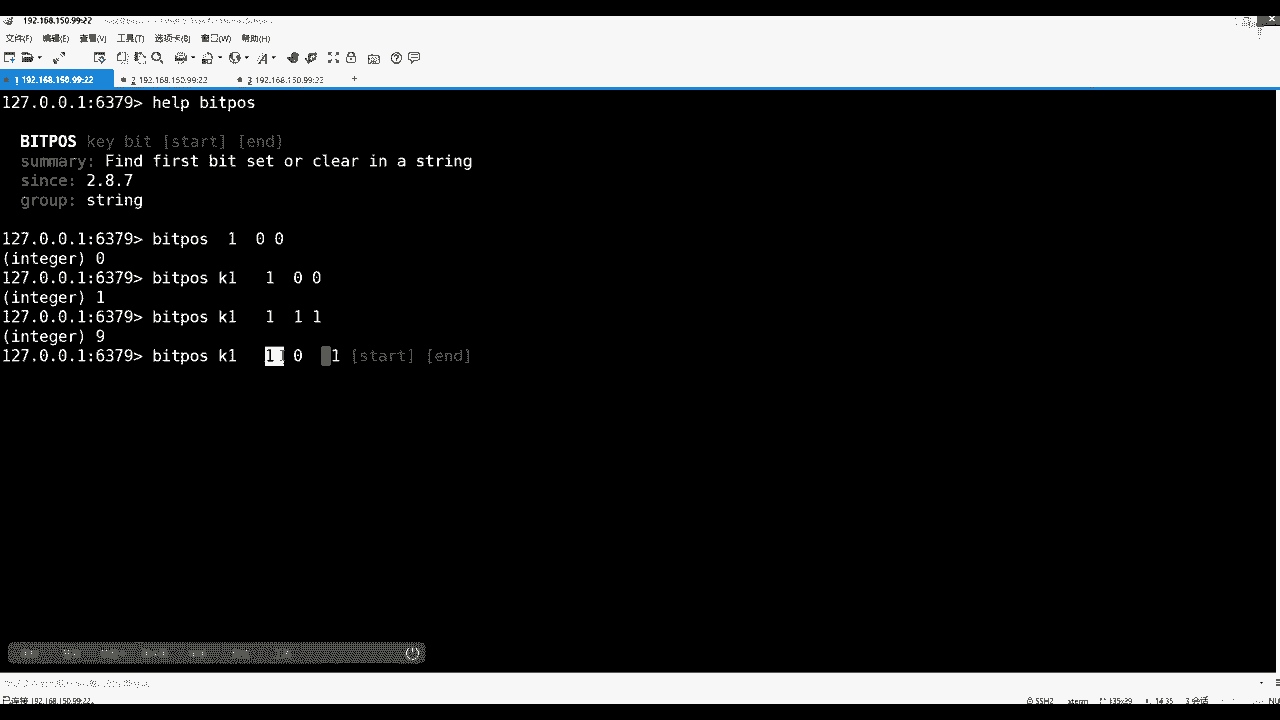 192.168.150.99:22
文件(F) 编辑(E) 查看(V) 工具(T) 选项卡(B) 窗口(W) 帮助(H)
1 192.168.150.99:22 2 192.168.150.99:22 3 192.168.150.99:22 +
127.0.0.1:6379> help bitpos
BITPOS key bit [start] [end]
summary: Find first bit set or clear in a string
since: 2.8.7
group: string
127.0.0.1:6379> bitpos 1 0 0
(integer) 0
127.0.0.1:6379> bitpos k1 1 0 0
(integer) 1
127.0.0.1:6379> bitpos k1 1 1 1
(integer) 9
127.0.0.1:6379> bitpos k1 1 0 1 [start] [end]
已连接 192.168.150.99:22。 SSH2 xterm 135x29 14,35 3 会话